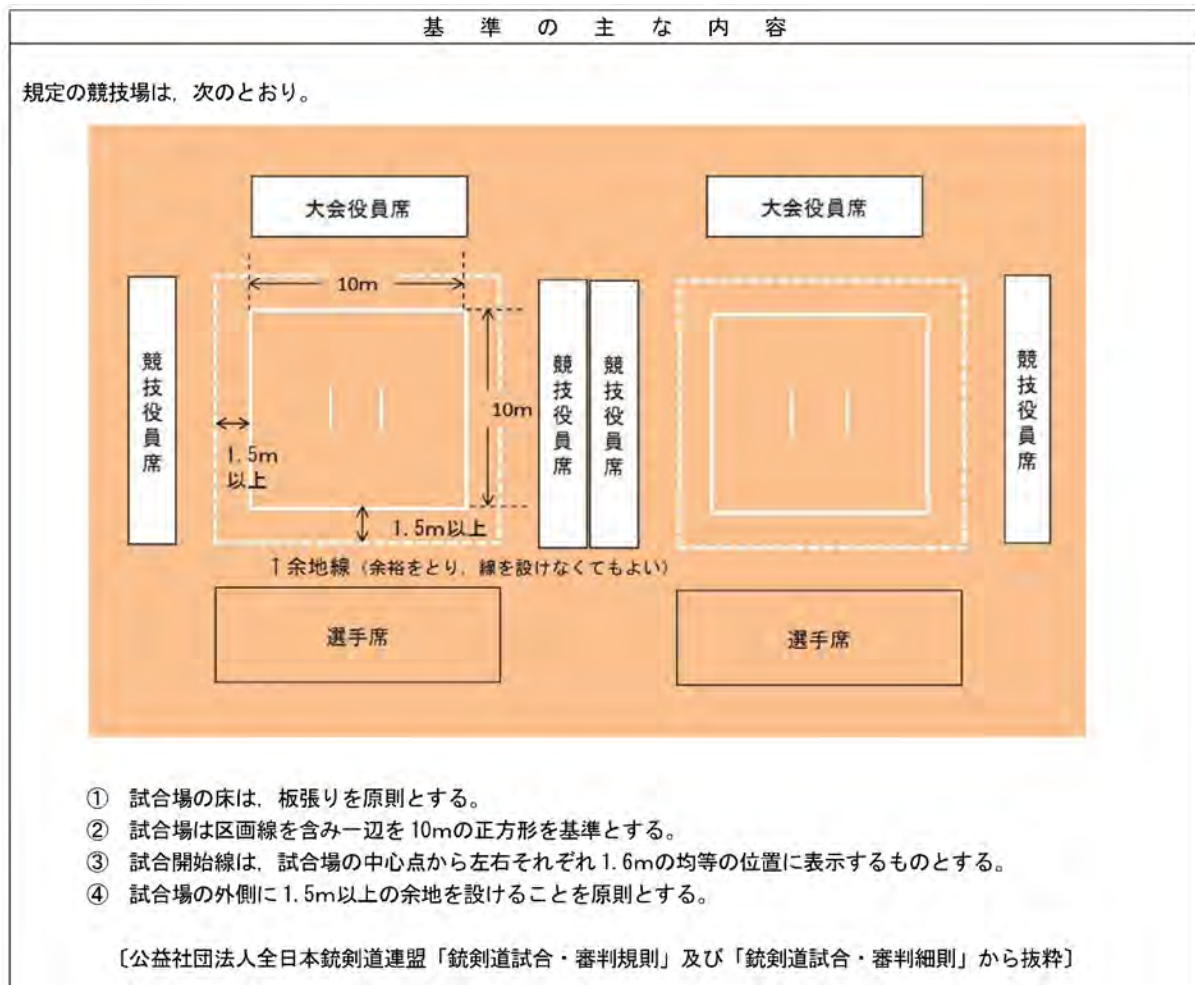 基準の主な内容
規定の競技場は，次のとおり。
大会役員席
大会役員席
10m
競技役員席
10m
1.5m
以上
1.5m以上
競技役員席
競技役員席
競技役員席
↑余地線（余裕をとり，線を設けなくてもよい）
選手席
選手席
① 試合場の床は，板張りを原則とする。
② 試合場は区画線を含み一辺を10mの正方形を基準とする。
③ 試合開始線は，試合場の中心点から左右それぞれ1.6mの均等の位置に表示するものとする。
④ 試合場の外側に1.5m以上の余地を設けることを原則とする。
〔公益社団法人全日本銃剣道連盟「銃剣道試合・審判規則」及び「銃剣道試合・審判細則」から抜粋〕